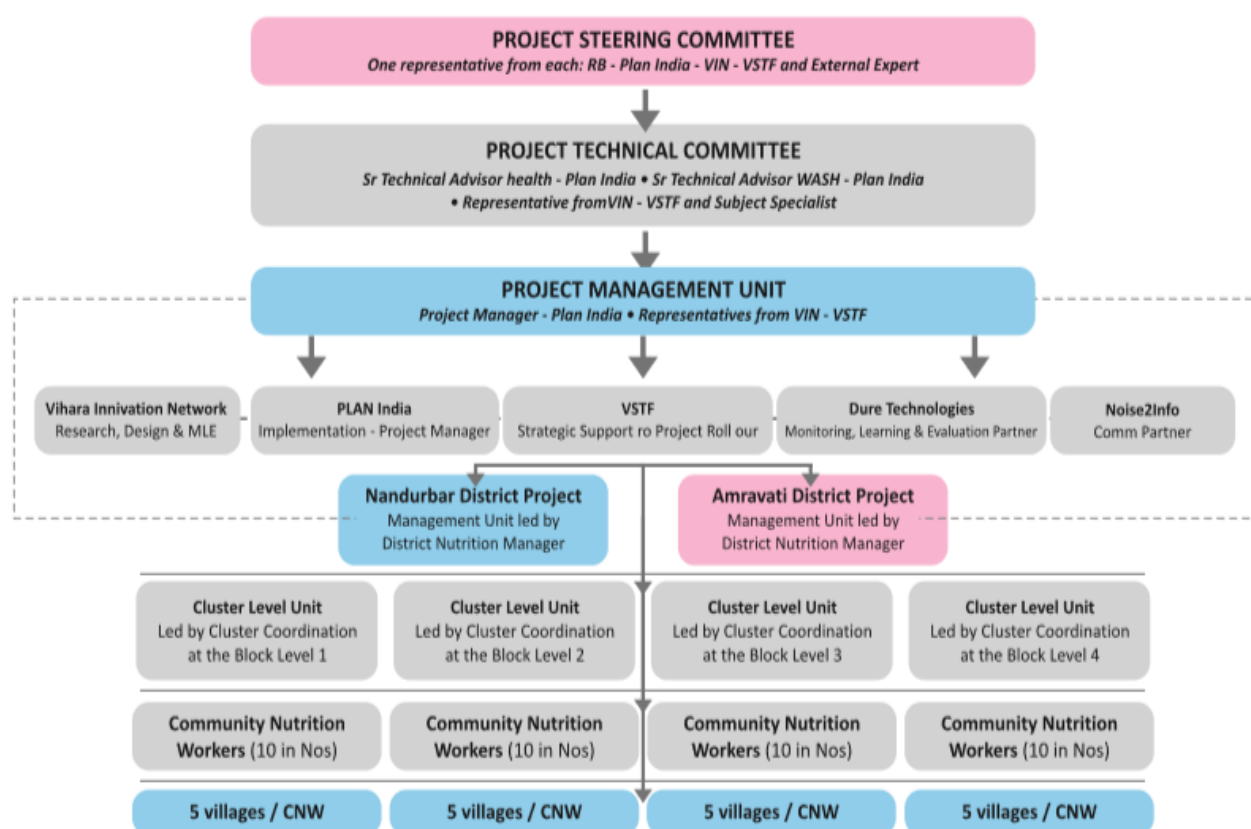 PROJECT STEERING COMMITTEE
One representative from each: RB - Plan India - VIN - VSTF and External Expert
PROJECT TECHNICAL COMMITTEE
Sr Technical Advisor health - Plan India • Sr Technical Advisor WASH - Plan India
• Representative fromVIN - VSTF and Subject Specialist
PROJECT MANAGEMENT UNIT
Project Manager - Plan India • Representatives from VIN - VSTF
Vihara Innivation Network
Research, Design & MLE
PLAN India
Implementation - Project Manager
VSTF
Strategic Support ro Project Roll our
Dure Technologies
Monitoring, Learning & Evaluation Partner
Noise2Info
Comm Partner
Nandurbar District Project
Management Unit led by
District Nutrition Manager
Amravati District Project
Management Unit led by
District Nutrition Manager
Cluster Level Unit
Led by Cluster Coordination
at the Block Level 1
Cluster Level Unit
Led by Cluster Coordination
at the Block Level 2
Cluster Level Unit
Led by Cluster Coordination
at the Block Level 3
Cluster Level Unit
Led by Cluster Coordination
at the Block Level 4
Community Nutrition
Workers (10 in Nos)
Community Nutrition
Workers (10 in Nos)
Community Nutrition
Workers (10 in Nos)
Community Nutrition
Workers (10 in Nos)
5 villages / CNW
5 villages / CNW
5 villages / CNW
5 villages / CNW